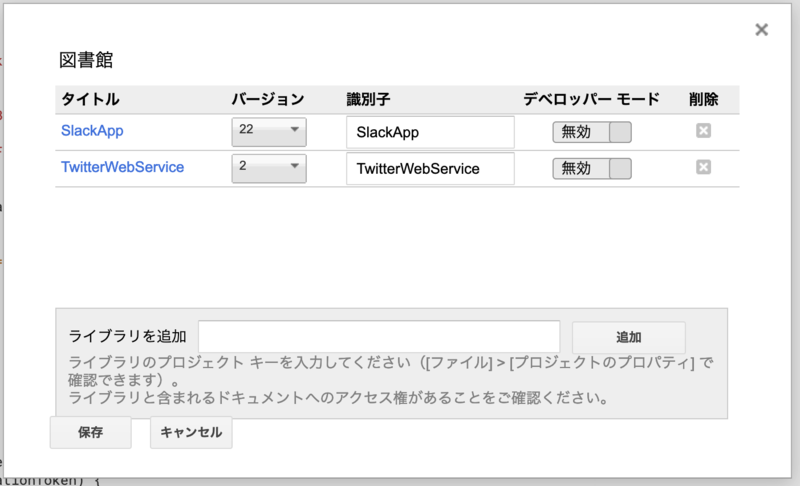 図書館
タイトル バージョン 識別子 デベロッパー モード 削除
SlackApp 22 SlackApp 無効
TwitterWebService 2 TwitterWebService 無効
ライブラリを追加 追加
ライブラリのプロジェクト キーを入力してください([ファイル] > [プロジェクトのプロパティ] で
確認できます)。
ライブラリと含まれるドキュメントへのアクセス権があることをご確認ください。
保存 キャンセル
ationToken) {